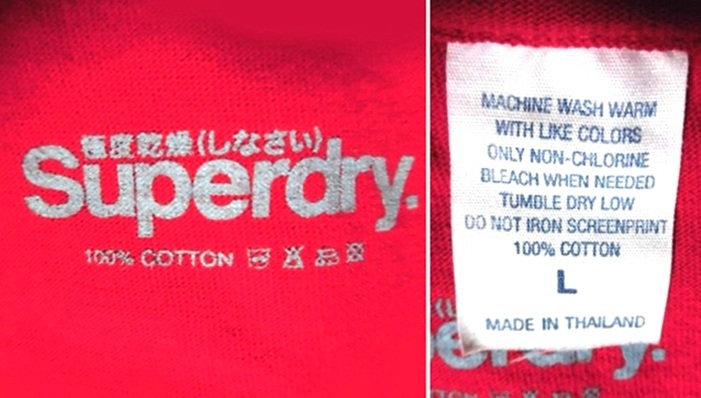 極度乾燥(しなさい)
Superdry.
100% COTTON
MACHINE WASH WARM
WITH LIKE COLORS
ONLY NON-CHLORINE
BLEACH WHEN NEEDED
TUMBLE DRY LOW
DO NOT IRON SCREENPRINT
100% COTTON
L
MADE IN THAILAND